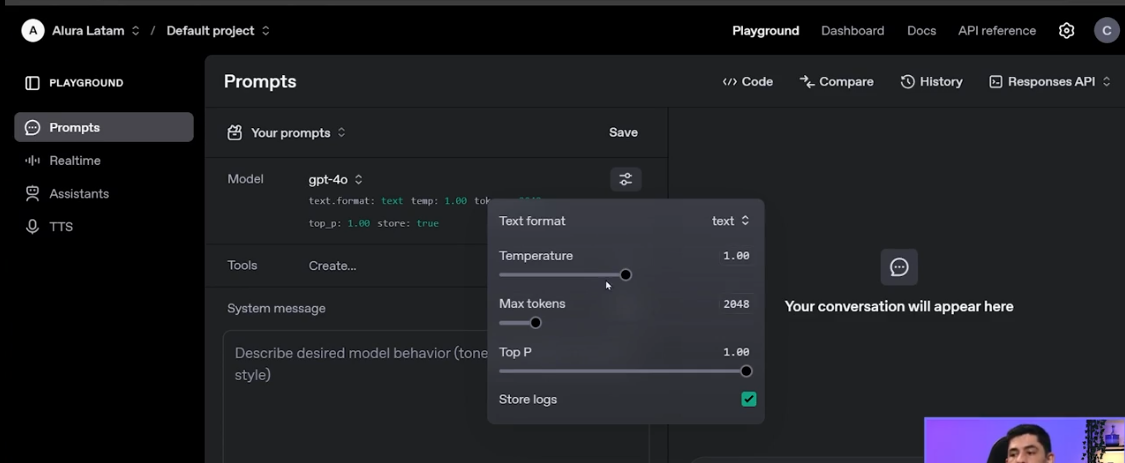 A Alura Latam / Default project
Playground Dashboard Docs API reference C
PLAYGROUND
Prompts
Realtime
Assistants
TTS
Prompts
Code Compare History Responses API
Your prompts Save
Model gpt-4o
text.format: text temp: 1.00
top_p: 1.00 store: true
Tools Create...
System message
Describe desired model behavior (tone
style)
Text format text
Temperature 1.00
Max tokens 2048
Top P 1.00
Store logs
Your conversation will appear here